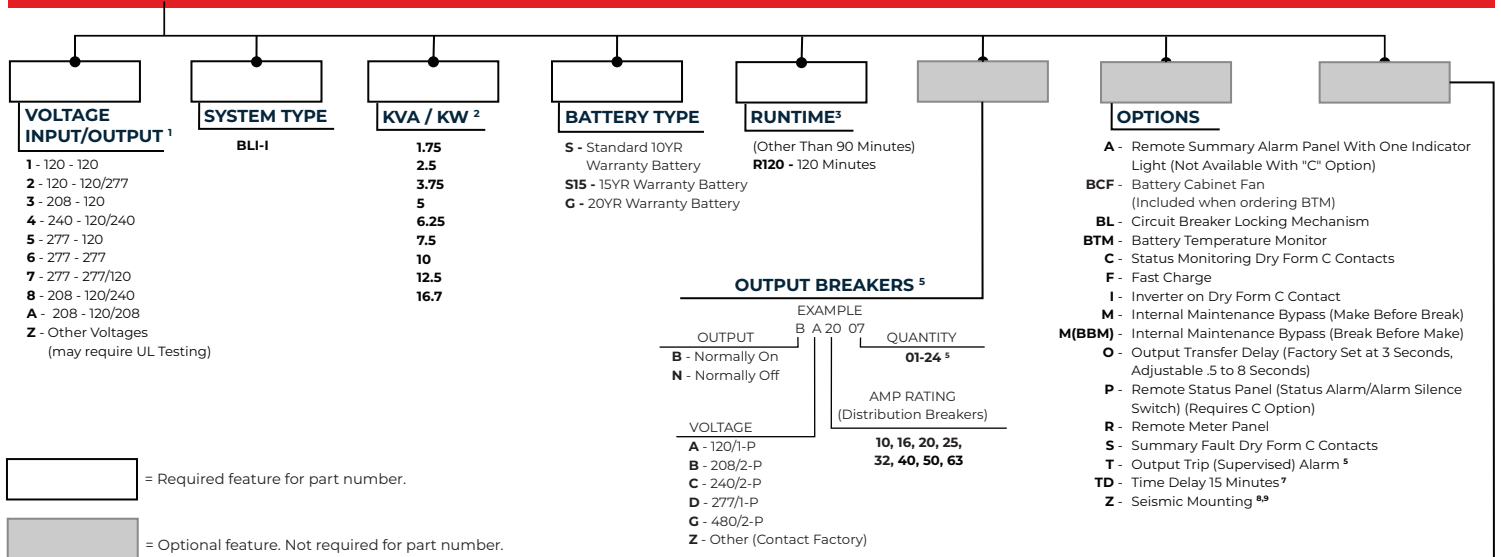 VOLTAGE
INPUT/OUTPUT 1
1 - 120 - 120
2 - 120 - 120/277
3 - 208 - 120
4 - 240 - 120/240
5 - 277 - 120
6 - 277 - 277
7 - 277 - 277/120
8 - 208 - 120/240
A - 208 - 120/208
Z - Other Voltages
(may require UL Testing)
SYSTEM TYPE
BLI-I
KVA / KW 2
1.75
2.5
3.75
5
6.25
7.5
10
12.5
16.7
BATTERY TYPE
S - Standard 10YR
Warranty Battery
S15 - 15YR Warranty Battery
G - 20YR Warranty Battery
RUNTIME3
(Other Than 90 Minutes)
R120 - 120 Minutes
OUTPUT BREAKERS 5
EXAMPLE
B A 20 07
OUTPUT
B - Normally On
N - Normally Off
QUANTITY
01-24 5
AMP RATING
(Distribution Breakers)
10, 16, 20, 25,
32, 40, 50, 63
VOLTAGE
A - 120/1-P
B - 208/2-P
C - 240/2-P
D - 277/1-P
G - 480/2-P
Z - Other (Contact Factory)
OPTIONS
A - Remote Summary Alarm Panel With One Indicator
Light (Not Available With "C" Option)
BCF - Battery Cabinet Fan
(Included when ordering BTM)
BL - Circuit Breaker Locking Mechanism
BTM - Battery Temperature Monitor
C - Status Monitoring Dry Form C Contacts
F - Fast Charge
I - Inverter on Dry Form C Contact
M - Internal Maintenance Bypass (Make Before Break)
M(BBM) - Internal Maintenance Bypass (Break Before Make)
O - Output Transfer Delay (Factory Set at 3 Seconds,
Adjustable .5 to 8 Seconds)
P - Remote Status Panel (Status Alarm/Alarm Silence
Switch) (Requires C Option)
R - Remote Meter Panel
S - Summary Fault Dry Form C Contacts
T - Output Trip (Supervised) Alarm 5
TD - Time Delay 15 Minutes 7
Z - Seismic Mounting 8,9
= Required feature for part number.
= Optional feature. Not required for part number.